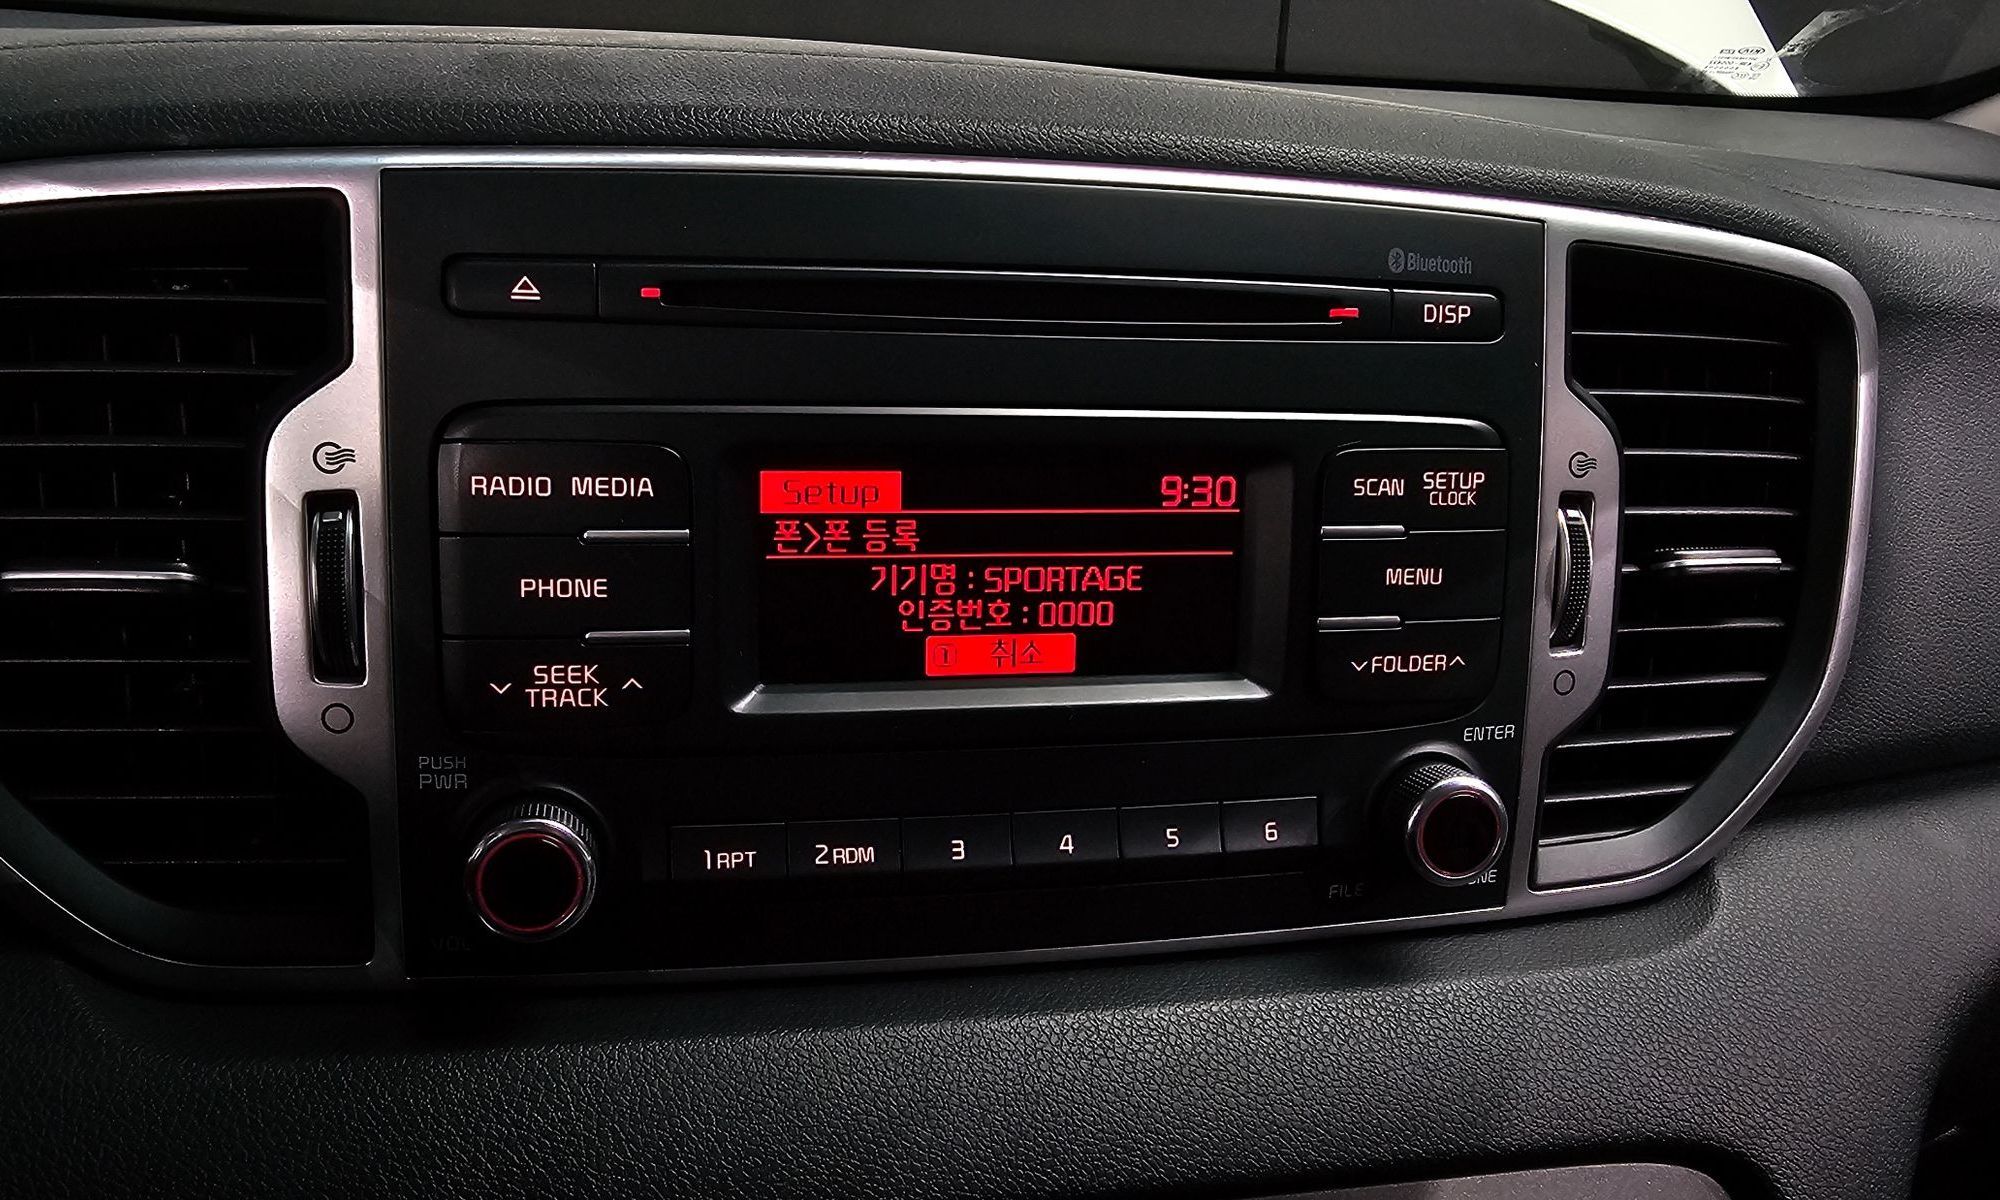 Bluetooth
DISP
RADIO MEDIA
Setup 9:30
SCAN SETUP
CLOCK
폰>폰 등록
PHONE
기기명 : SPORTAGE
MENU
인증번호 : 0000
1 취소
SEEK
TRACK
FOLDER
PUSH
PWR
ENTER
1 RPT 2 RDM 3 4 5 6
FILE
VOL